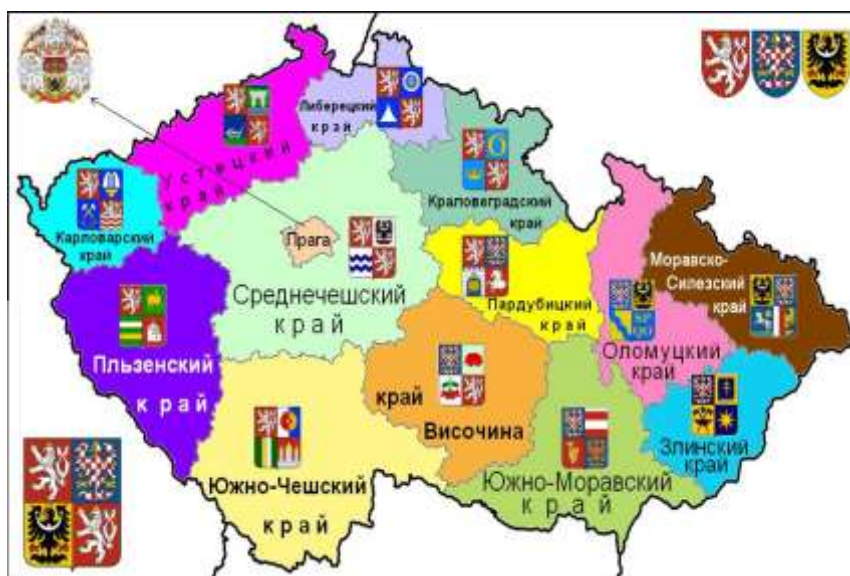 Либерецкий
край
Устецкий
край
Карловарский
край
Краловеградский
край
Прага
Среднечешский
край
Пардубицкий
край
Моравско-
Силезский
край
Оломуцкий
край
Пльзенский
край
край
Височина
Злинский
край
Южно-Чешский
край
Южно-Моравский
край